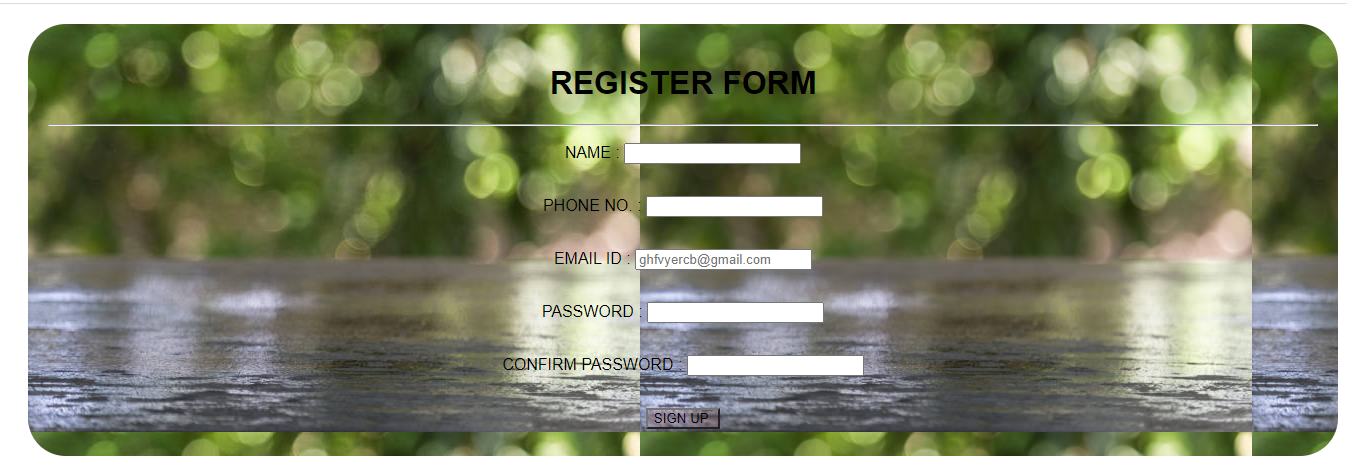 REGISTER FORM
NAME :
PHONE NO. :
EMAIL ID : ghfvyercb@gmail.com
PASSWORD :
CONFIRM PASSWORD :
SIGN UP